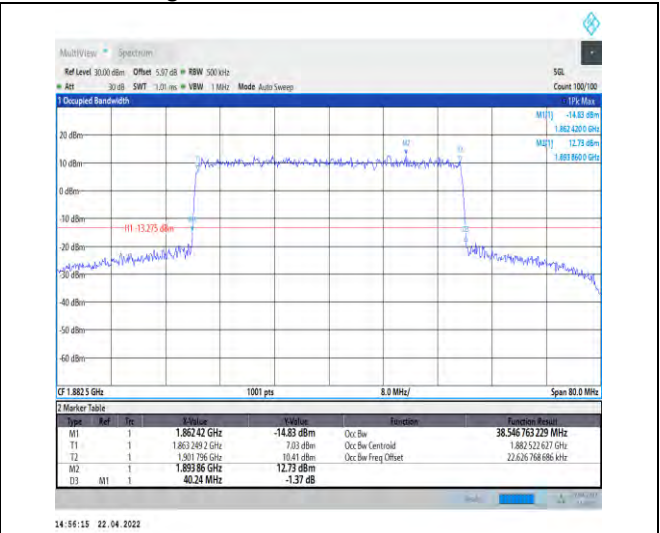 MultiView Spectrum
Ref Level 30.00 dBm Offset 5.97 dB RBW 500 kHz SGL
Att 30 dB SWT 1.01 ms VBW 1 MHz Mode Auto Sweep Count 100/100
1 Occupied Bandwidth 1Pk Max
M1[1] -14.83 dBm
1.862 420 0 GHz
M2[1] 12.73 dBm
1.893 860 0 GHz
20 dBm
M2
10 dBm
0 dBm
-10 dBm
H1 -13.275 dBm
-20 dBm
-30 dBm
-40 dBm
-50 dBm
-60 dBm
CF 1.882 5 GHz 1001 pts 8.0 MHz/ Span 80.0 MHz
2 Marker Table
Type Ref Trc X-Value Y-Value Function Function Result
M1 1 1.862 42 GHz -14.83 dBm Occ Bw 38.546 763 229 MHz
T1 1 1.863 249 2 GHz 7.03 dBm Occ Bw Centroid 1.882 522 627 GHz
T2 1 1.901 796 GHz 10.41 dBm Occ Bw Freq Offset 22.626 768 686 kHz
M2 1 1.893 86 GHz 12.73 dBm
D3 M1 1 40.24 MHz -1.37 dB
14:56:15 22.04.2022